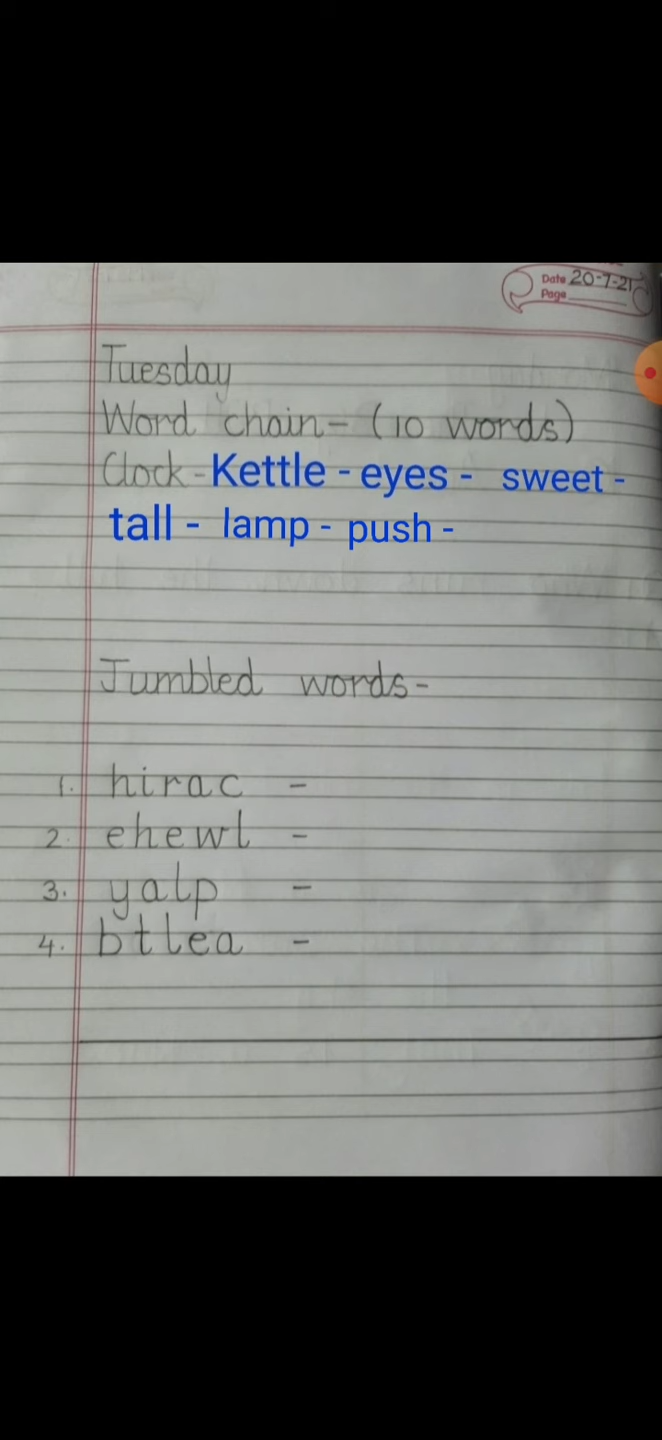 Date 20-7-21
Page
Tuesday
Word chain- (10 words)
Clock - Kettle - eyes - sweet -
tall - lamp - push -
Jumbled words-
1. hirac -
2. ehewl -
3. yalp -
4. btlea -